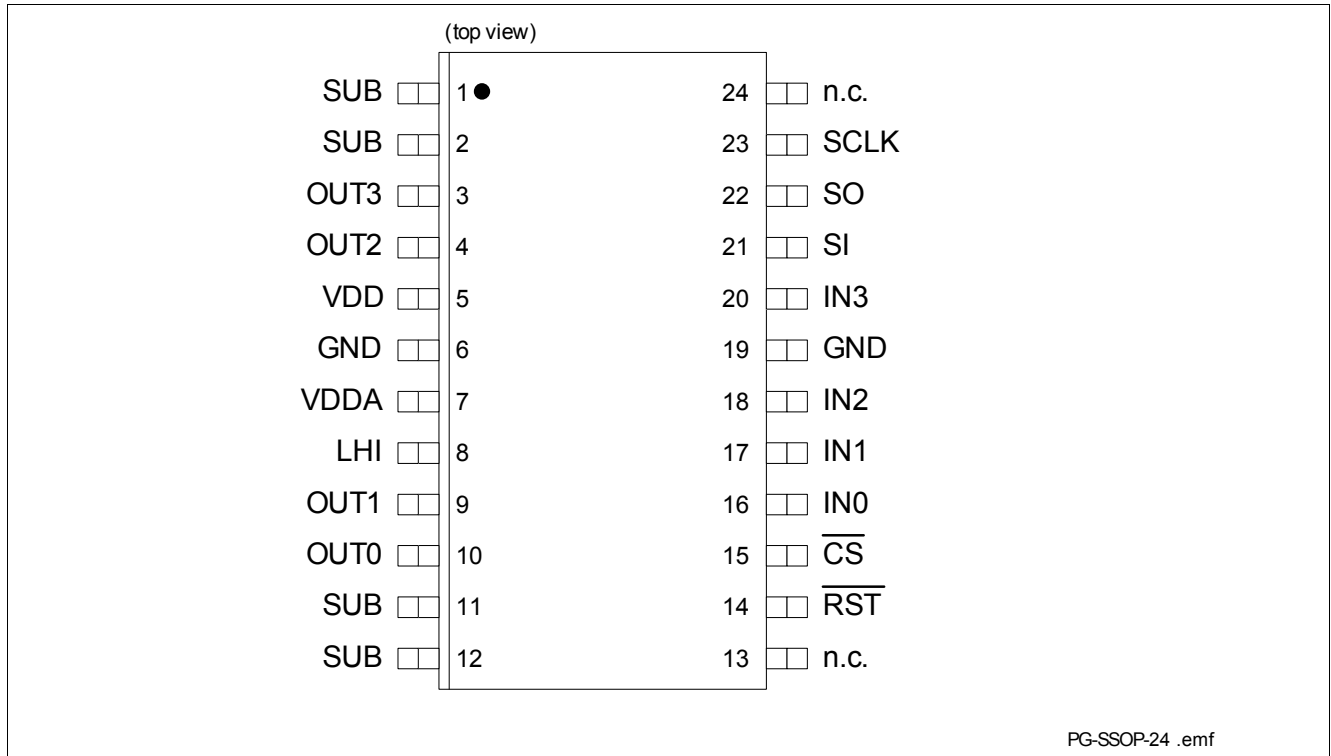 (top view)
SUB 1 24 n.c.
SUB 2 23 SCLK
OUT3 3 22 SO
OUT2 4 21 SI
VDD 5 20 IN3
GND 6 19 GND
VDDA 7 18 IN2
LHI 8 17 IN1
OUT1 9 16 IN0
OUT0 10 15 C̅S̅
SUB 11 14 R̅S̅T̅
SUB 12 13 n.c.
PG-SSOP-24 .emf